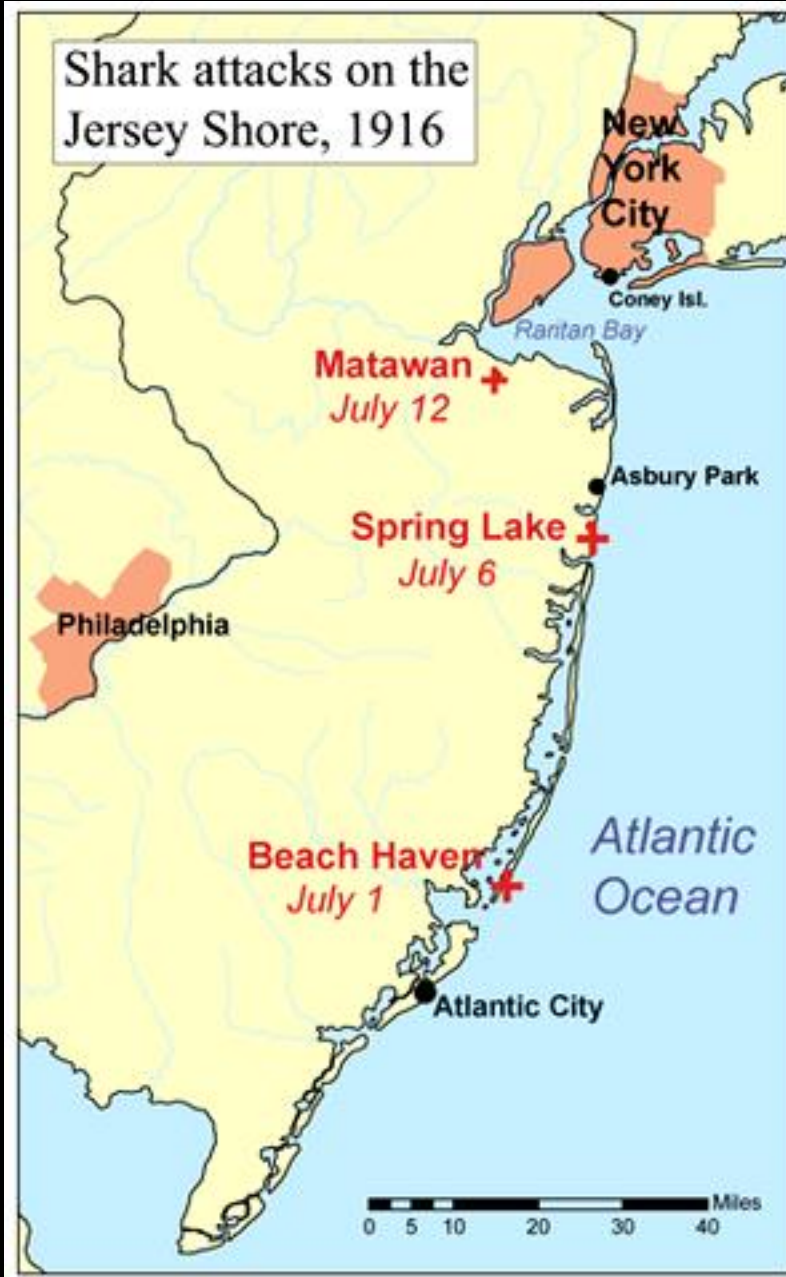 Shark attacks on the
Jersey Shore, 1916
New
York
City
Coney Isl.
Raritan Bay
Matawan
July 12
Asbury Park
Spring Lake
July 6
Philadelphia
Atlantic
Ocean
Beach Haven
July 1
Atlantic City
Miles
0 5 10 20 30 40